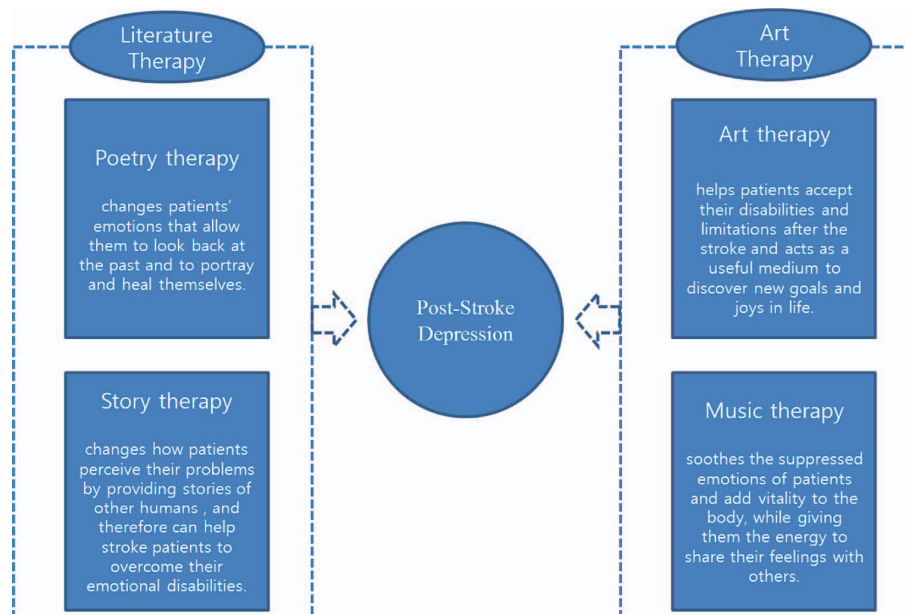 Literature
Therapy
Poetry therapy
changes patients’
emotions that allow
them to look back at
the past and to portray
and heal themselves.
Story therapy
changes how patients
perceive their problems
by providing stories of
other humans , and
therefore can help
stroke patients to
overcome their
emotional disabilities.
Post-Stroke
Depression
Art
Therapy
Art therapy
helps patients accept
their disabilities and
limitations after the
stroke and acts as a
useful medium to
discover new goals and
joys in life.
Music therapy
soothes the suppressed
emotions of patients
and add vitality to the
body, while giving
them the energy to
share their feelings with
others.